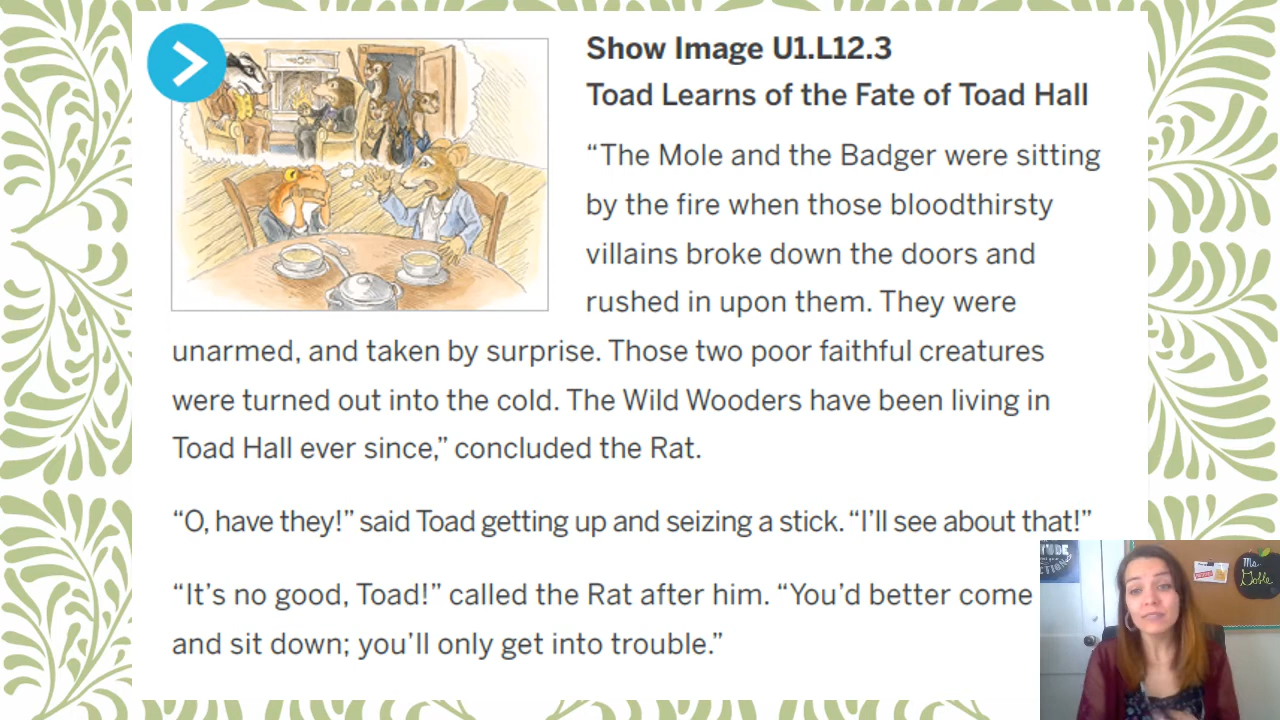 Show Image U1.L12.3
Toad Learns of the Fate of Toad Hall
“The Mole and the Badger were sitting
by the fire when those bloodthirsty
villains broke down the doors and
rushed in upon them. They were
unarmed, and taken by surprise. Those two poor faithful creatures
were turned out into the cold. The Wild Wooders have been living in
Toad Hall ever since,” concluded the Rat.
“O, have they!” said Toad getting up and seizing a stick. “I’ll see about that!”
“It’s no good, Toad!” called the Rat after him. “You’d better come
and sit down; you’ll only get into trouble.”
Ms.
Goble